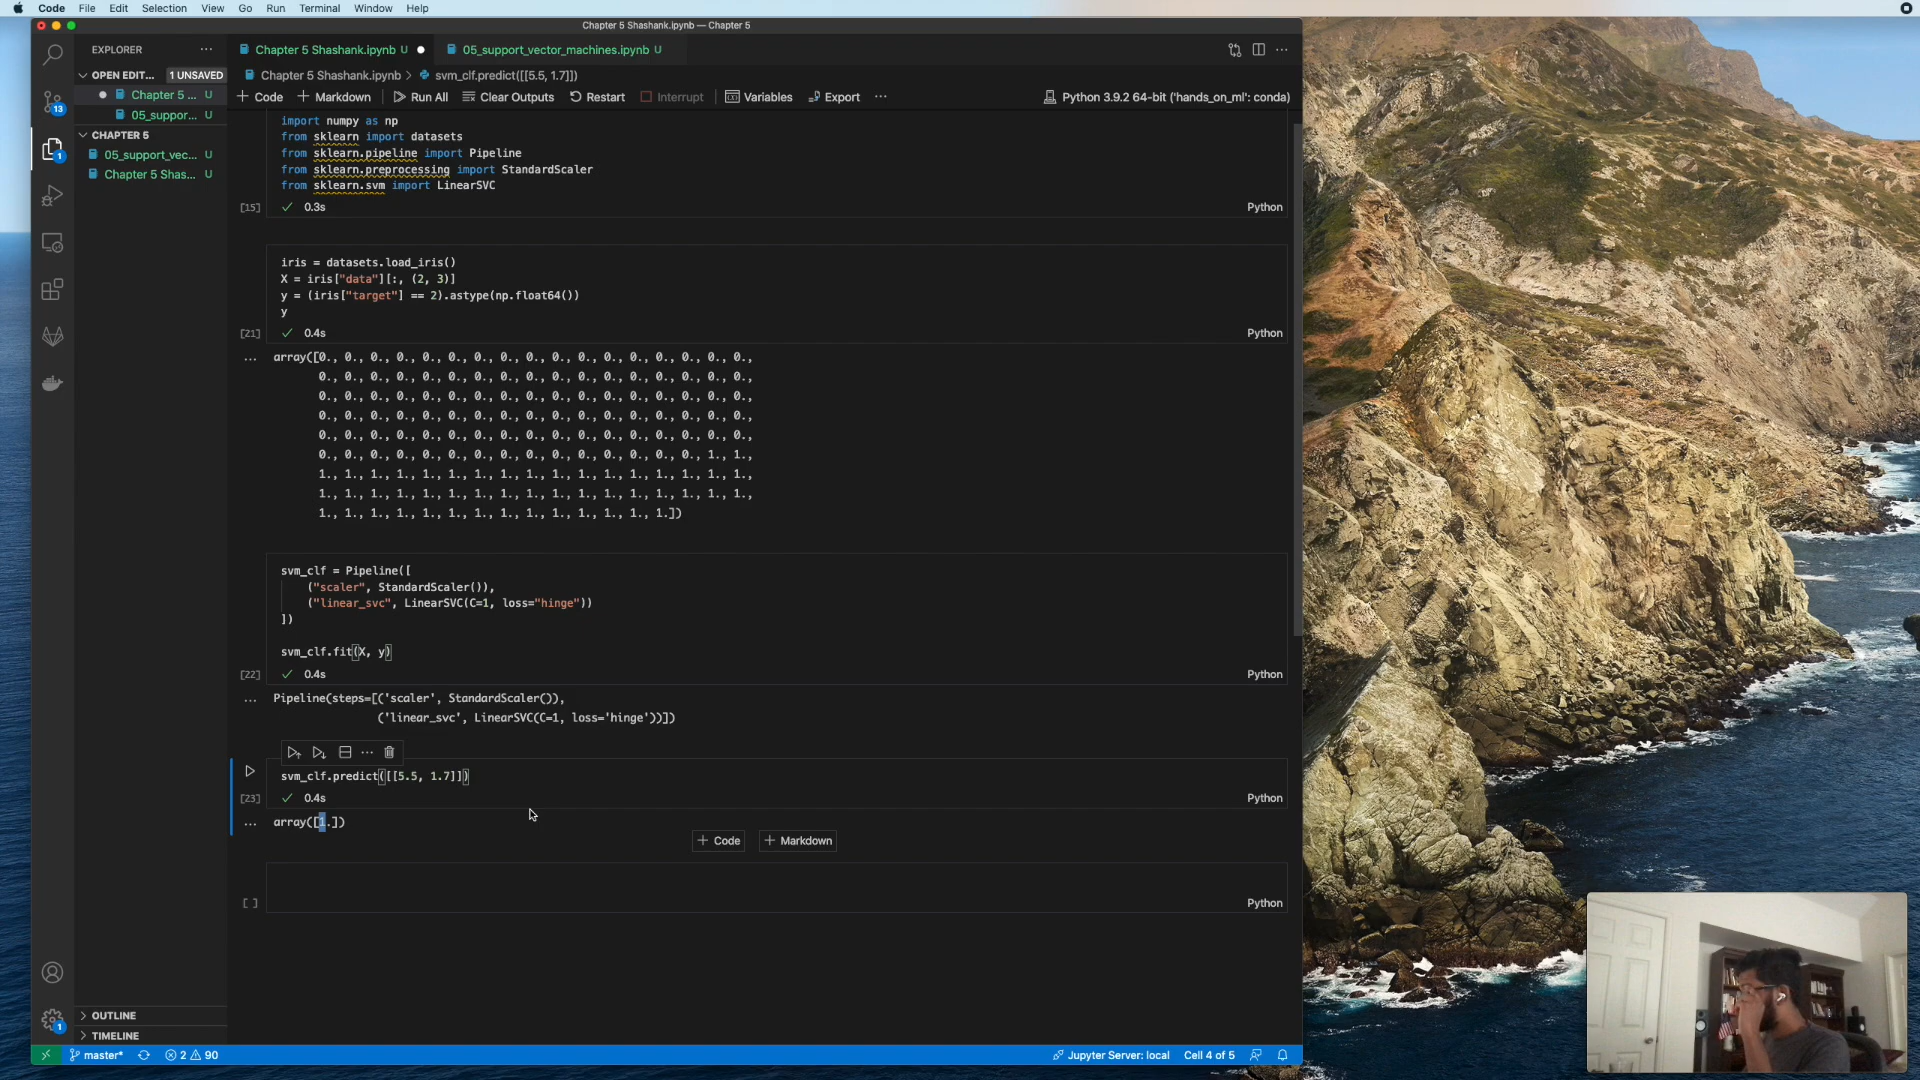 Code File Edit Selection View Go Run Terminal Window Help
Chapter 5 Shashank.ipynb — Chapter 5
EXPLORER
Chapter 5 Shashank.ipynb U
05_support_vector_machines.ipynb U
OPEN EDIT... 1 UNSAVED
Chapter 5 Shashank.ipynb > svm_clf.predict([[5.5, 1.7]])
Chapter 5 ... U
Code Markdown Run All Clear Outputs Restart Interrupt Variables Export
Python 3.9.2 64-bit ('hands_on_ml': conda)
13
05_suppor... U
CHAPTER 5
1
05_support_vec... U
Chapter 5 Shas... U
import numpy as np
from sklearn import datasets
from sklearn.pipeline import Pipeline
from sklearn.preprocessing import StandardScaler
from sklearn.svm import LinearSVC
[15] 0.3s Python
iris = datasets.load_iris()
X = iris["data"][:, (2, 3)]
y = (iris["target"] == 2).astype(np.float64())
y
[21] 0.4s Python
array([0., 0., 0., 0., 0., 0., 0., 0., 0., 0., 0., 0., 0., 0., 0., 0., 0.,
0., 0., 0., 0., 0., 0., 0., 0., 0., 0., 0., 0., 0., 0., 0., 0., 0.,
0., 0., 0., 0., 0., 0., 0., 0., 0., 0., 0., 0., 0., 0., 0., 0., 0.,
0., 0., 0., 0., 0., 0., 0., 0., 0., 0., 0., 0., 0., 0., 0., 0., 0.,
0., 0., 0., 0., 0., 0., 0., 0., 0., 0., 0., 0., 0., 0., 0., 0., 0.,
0., 0., 0., 0., 0., 0., 0., 0., 0., 0., 0., 0., 0., 0., 0., 1., 1.,
1., 1., 1., 1., 1., 1., 1., 1., 1., 1., 1., 1., 1., 1., 1., 1., 1.,
1., 1., 1., 1., 1., 1., 1., 1., 1., 1., 1., 1., 1., 1., 1., 1., 1.,
1., 1., 1., 1., 1., 1., 1., 1., 1., 1., 1., 1., 1., 1.])
svm_clf = Pipeline([
("scaler", StandardScaler()),
("linear_svc", LinearSVC(C=1, loss="hinge"))
])
svm_clf.fit(X, y)
[22] 0.4s Python
Pipeline(steps=[('scaler', StandardScaler()),
('linear_svc', LinearSVC(C=1, loss='hinge'))])
svm_clf.predict([[5.5, 1.7]])
[23] 0.4s Python
array([1.])
Code Markdown
[ ] Python
OUTLINE
1
TIMELINE
master* 2 90 Jupyter Server: local Cell 4 of 5